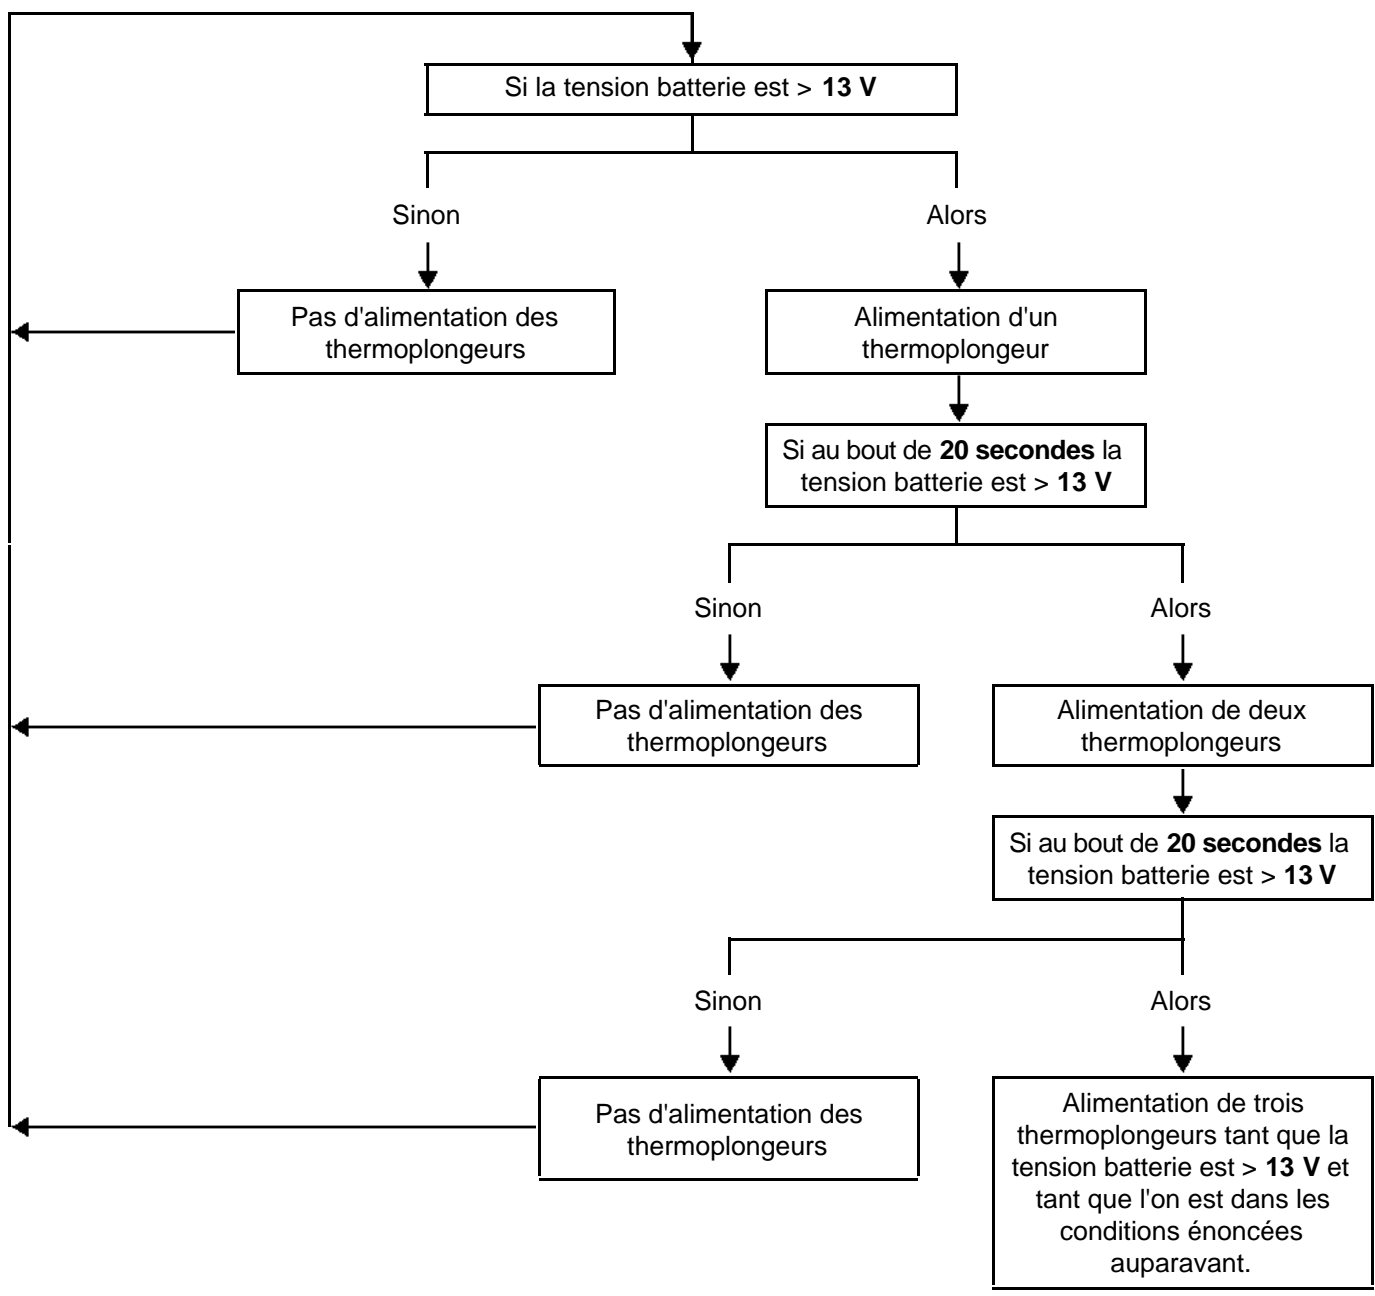 Si la tension batterie est > 13 V
Sinon
Alors
Pas d'alimentation des
thermoplongeurs
Alimentation d'un
thermoplongeur
Si au bout de 20 secondes la
tension batterie est > 13 V
Sinon
Alors
Pas d'alimentation des
thermoplongeurs
Alimentation de deux
thermoplongeurs
Si au bout de 20 secondes la
tension batterie est > 13 V
Sinon
Alors
Pas d'alimentation des
thermoplongeurs
Alimentation de trois
thermoplongeurs tant que la
tension batterie est > 13 V et
tant que l'on est dans les
conditions énoncées
auparavant.